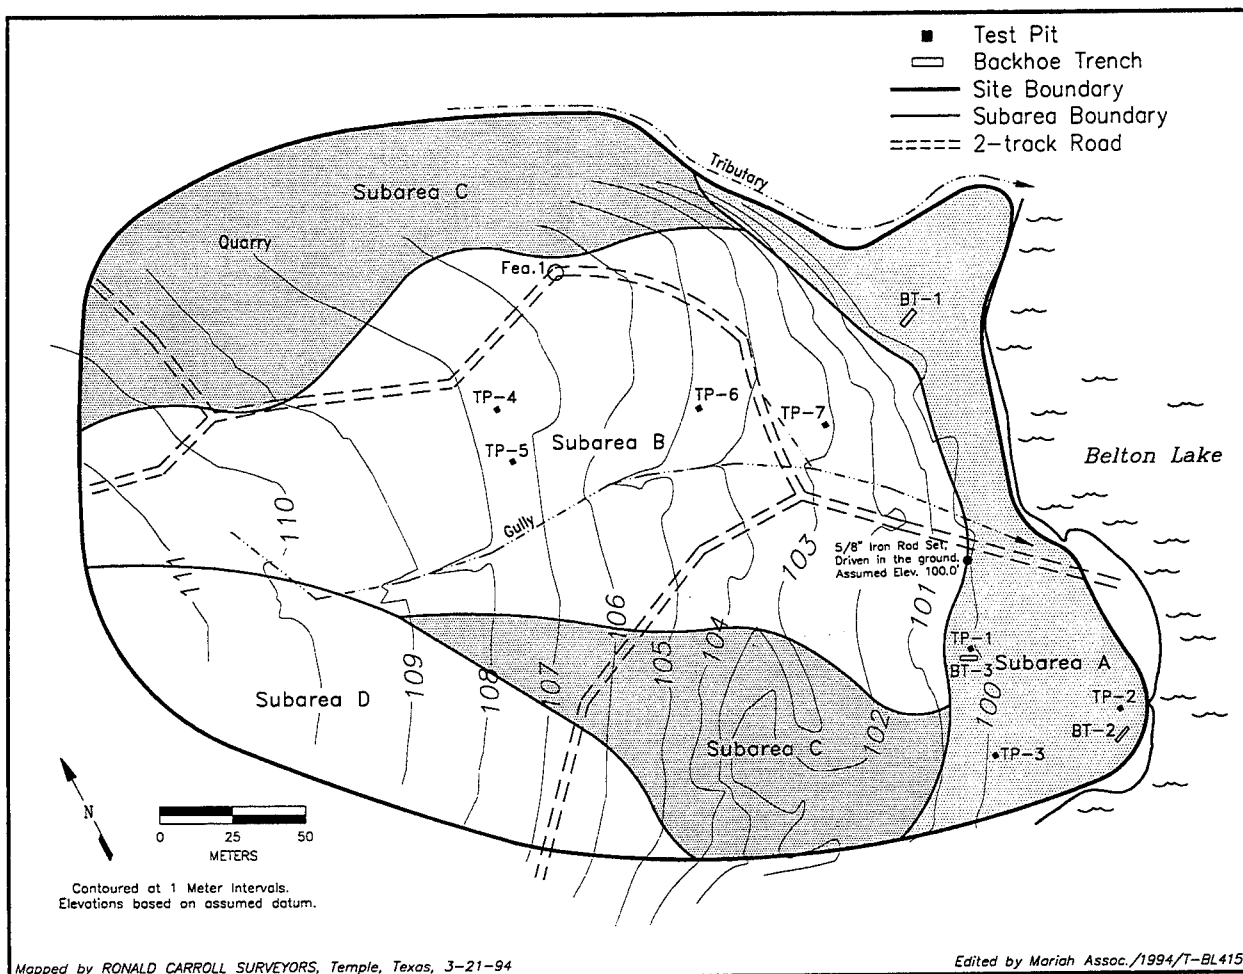 Test Pit
Backhoe Trench
Site Boundary
Subarea Boundary
2-track Road
Tributary
Subarea C
Quarry
Fea.1
BT-1
TP-4
TP-6
TP-7
TP-5
Subarea B
Belton Lake
Gully
110
111
103
5/8" Iron Rod Set,
Driven in the ground.
Assumed Elev. 100.0'
106
104
101
105
TP-1
BT-3
Subarea A
109
108
107
100
Subarea D
TP-2
BT-2
102
Subarea C
TP-3
N
0 25 50
METERS
Contoured at 1 Meter Intervals.
Elevations based on assumed datum.
Mapped by RONALD CARROLL SURVEYORS, Temple, Texas, 3-21-94
Edited by Mariah Assoc./1994/T-BL415